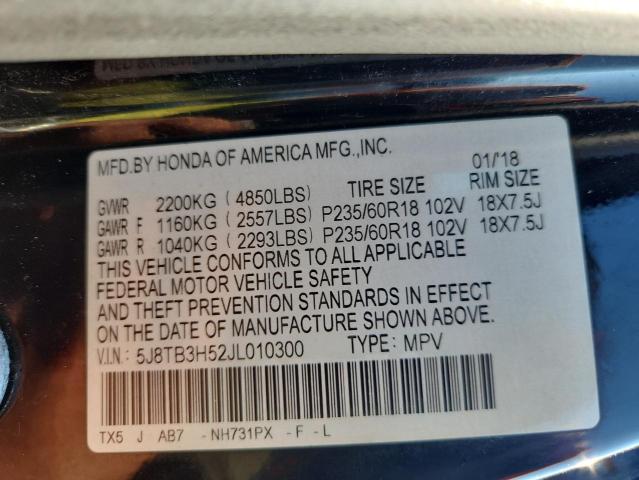 MFD.BY HONDA OF AMERICA MFG.,INC. 01/'18
GVWR 2200KG (4850LBS) TIRE SIZE RIM SIZE
GAWR F 1160KG (2557LBS) P235/60R18 102V 18X7.5J
GAWR R 1040KG (2293LBS) P235/60R18 102V 18X7.5J
THIS VEHICLE CONFORMS TO ALL APPLICABLE
FEDERAL MOTOR VEHICLE SAFETY
AND THEFT PREVENTION STANDARDS IN EFFECT
ON THE DATE OF MANUFACTURE SHOWN ABOVE.
V.I.N: 5J8TB3H52JL010300 TYPE: MPV
TX5 J AB7 -NH731PX -F -L